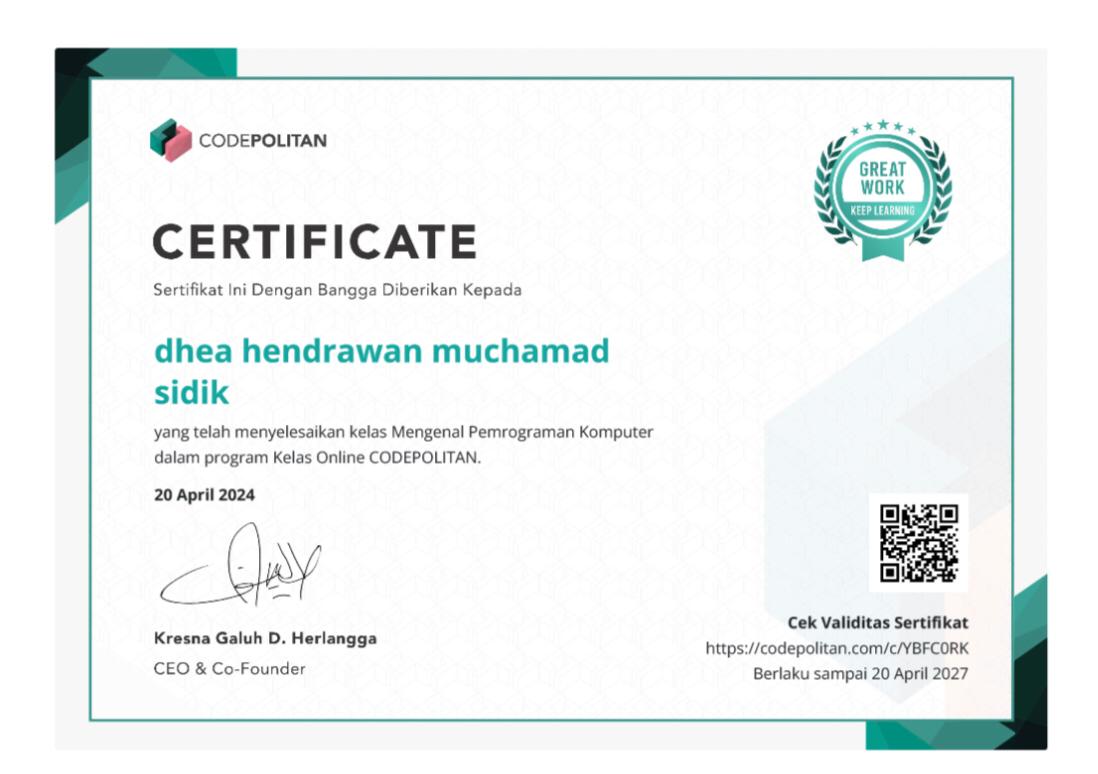 CODEPOLITAN
GREAT
WORK
KEEP LEARNING
CERTIFICATE
Sertifikat Ini Dengan Bangga Diberikan Kepada
dhea hendrawan muchamad
sidik
yang telah menyelesaikan kelas Mengenal Pemrograman Komputer
dalam program Kelas Online CODEPOLITAN.
20 April 2024
Kresna Galuh D. Herlangga
CEO & Co-Founder
Cek Validitas Sertifikat
https://codepolitan.com/c/YBFC0RK
Berlaku sampai 20 April 2027